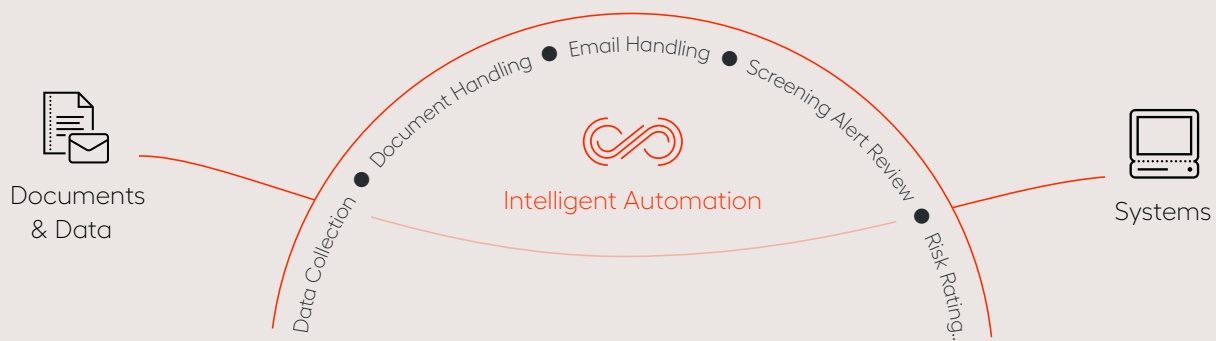 Documents
& Data
Data Collection
Document Handling
Email Handling
Screening Alert Review
Risk Rating...
Intelligent Automation
Systems